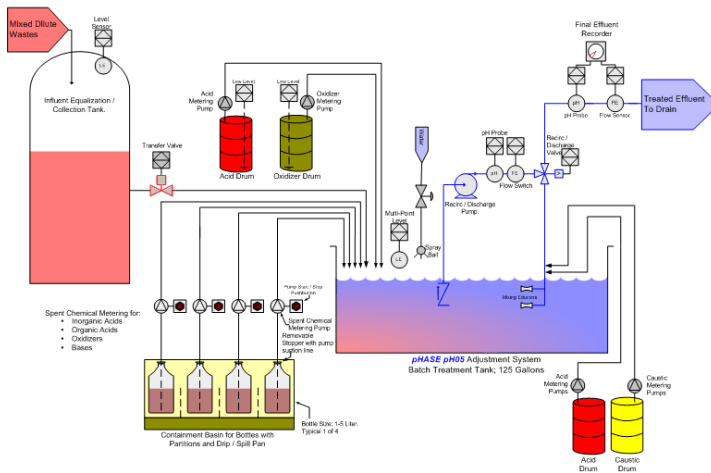 Mixed Dilute
Wastes
Level
Sensor
LE
Influent Equalization /
Collection Tank.
Transfer Valve
Acid
Metering
Pump
Low Level
Low Level
Oxidizer
Metering
Pump
Acid Drum
Oxidizer Drum
Water
Spray
Ball
Multi-Point
Level
LE
pH Probe
pH
FE
Flow Switch
Recirc / Discharge
Pump.
Recirc /
Discharge
Valve
Final Effluent
Recorder
pH
pH Probe
FE
Flow Sensor
Treated Effluent
To Drain
Mixing Eductors
pHASE pH05 Adjustment System
Batch Treatment Tank; 125 Gallons
Pump Start / Stop
Pushbutton
Spent Chemical
Metering Pump
Removable
Stopper with pump
suction line
Spent Chemical Metering for:
• Inorganic Acids
• Organic Acids
• Oxidizers
• Bases
Bottle Size: 1-5 Liter.
Typical 1 of 4
Containment Basin for Bottles with
Partitions and Drip / Spill Pan
Acid
Metering
Pumps
Caustic
Metering
Pumps
Acid
Drum
Caustic
Drum